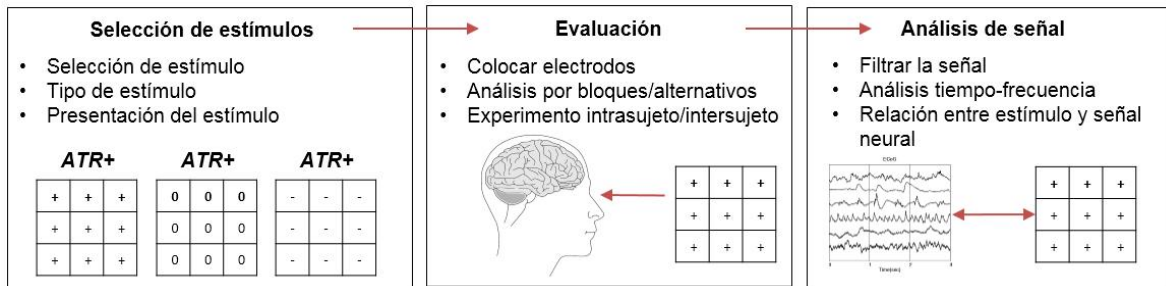 Selección de estímulos
• Selección de estímulo
• Tipo de estímulo
• Presentación del estímulo
ATR+ ATR+ ATR+
+ + + 0 0 0 - - -
+ + + 0 0 0 - - -
+ + + 0 0 0 - - -
Evaluación
• Colocar electrodos
• Análisis por bloques/alternativos
• Experimento intrasujeto/intersujeto
+ + +
+ + +
+ + +
Análisis de señal
• Filtrar la señal
• Análisis tiempo-frecuencia
• Relación entre estímulo y señal
neural
Time(sec)
+ + +
+ + +
+ + +